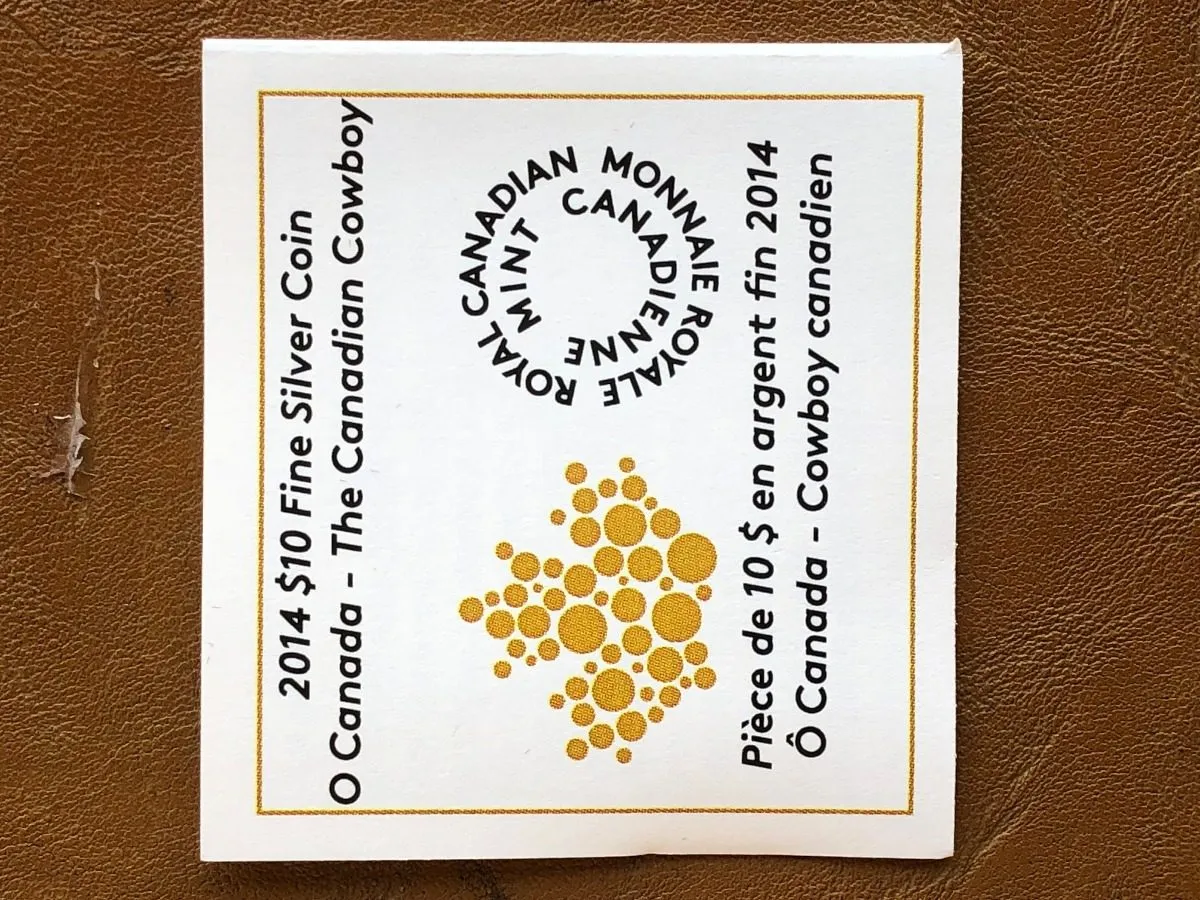 2014 $10 Fine Silver Coin
O Canada - The Canadian Cowboy
ROYAL CANADIAN
MINT
MONNAIE ROYALE
CANADIENNE
Pièce de 10 $ en argent fin 2014
Ô Canada - Cowboy canadien